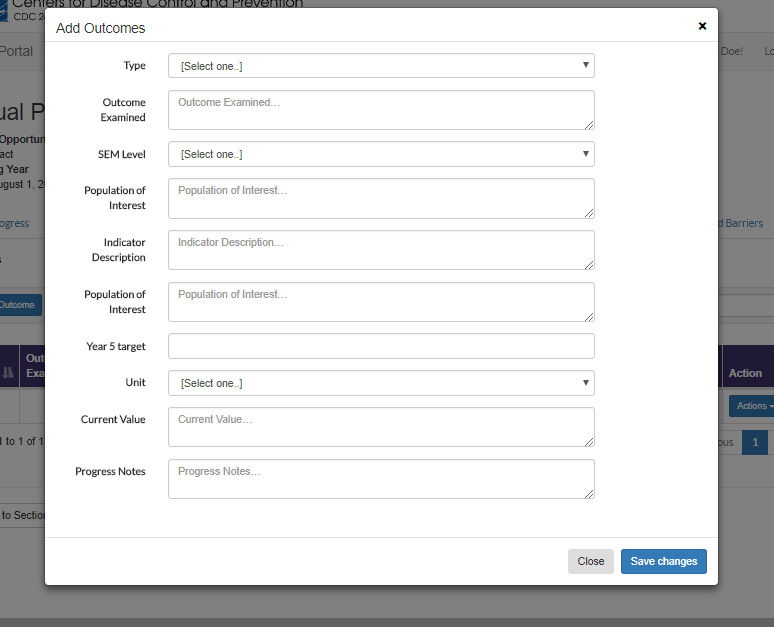 Centers for Disease Control and Prevention
CDC 2
Portal
Doe!
Lo
ual P
Opportun
act
g Year
ugust 1, 20
ogress
d Barriers
Outcome
Out
Exa
Action
Actions
1 to 1 of 1
ous
1
to Section
Add Outcomes
×
Type
[Select one..]
Outcome
Examined
Outcome Examined...
SEM Level
[Select one..]
Population of
Interest
Population of Interest...
Indicator
Description
Indicator Description...
Population of
Interest
Population of Interest...
Year 5 target
Unit
[Select one..]
Current Value
Current Value...
Progress Notes
Progress Notes...
Close
Save changes